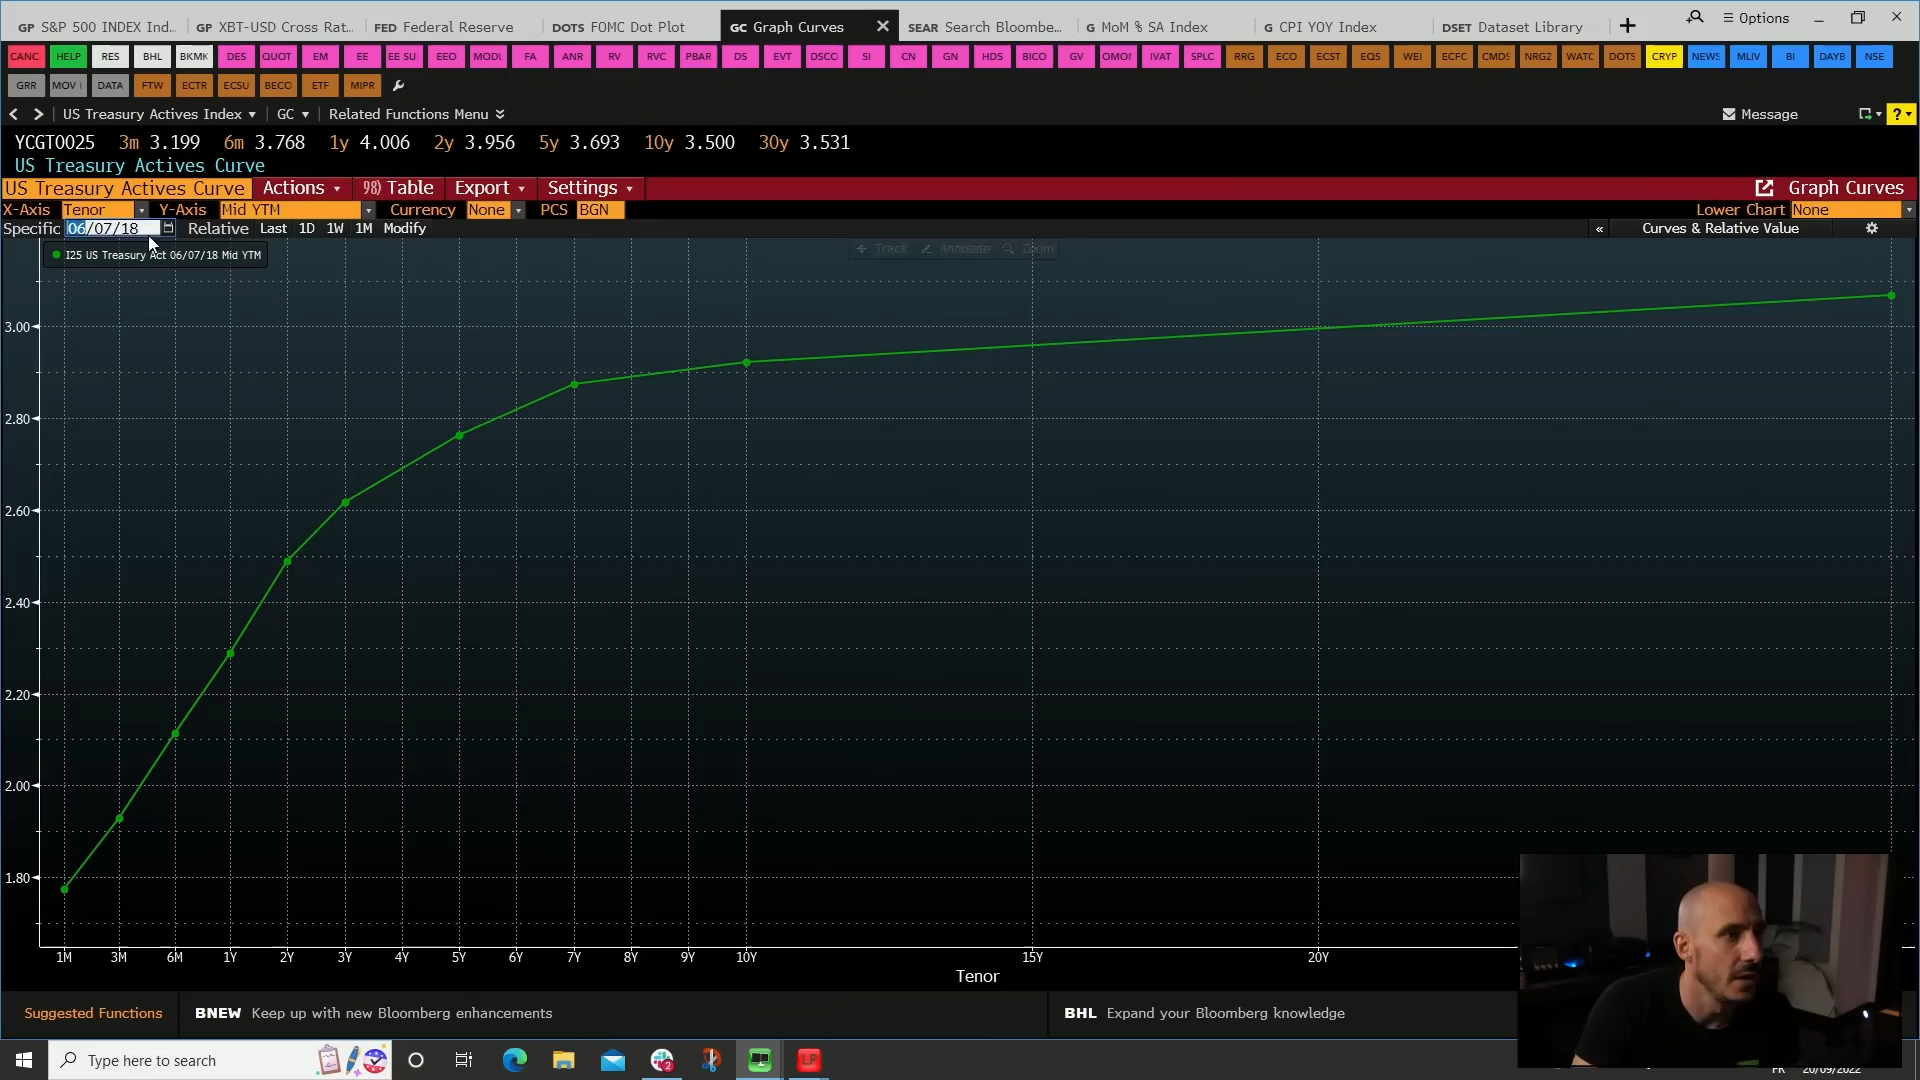 GP S&P 500 INDEX Ind... GP XBT-USD Cross Rat... FED Federal Reserve DOTS FOMC Dot Plot GC Graph Curves SEAR Search Bloombe... G MoM % SA Index G CPI YOY Index DSET Dataset Library Options
CANC HELP RES BHL BKMK DES QUOT EM EE EE SU EEO MODL FA ANR RV RVC PBAR DS EVT DSCO SI CN GN HDS BICO GV OMON IVAT SPLC RRG ECO ECST EQS WEI ECFC CMDS NRGZ WATC DOTS CRYP NEWS MLIV BI DAYB NSE
GRR MOV DATA FTW ECTR ECSU BECO ETF MIPR
US Treasury Actives Index GC Related Functions Menu Message ?
YCGT0025 3m 3.199 6m 3.768 1y 4.006 2y 3.956 5y 3.693 10y 3.500 30y 3.531
US Treasury Actives Curve
US Treasury Actives Curve Actions 98) Table Export Settings Graph Curves
X-Axis Tenor Y-Axis Mid YTM Currency None PCS BGN Lower Chart None
Specific 06/07/18 Relative Last 1D 1W 1M Modify « Curves & Relative Value
I25 US Treasury Act 06/07/18 Mid YTM Track Annotate Zoom
3.00
2.80
2.60
2.40
2.20
2.00
1.80
1M 3M 6M 1Y 2Y 3Y 4Y 5Y 6Y 7Y 8Y 9Y 10Y 15Y 20Y
Tenor
Suggested Functions BNEW Keep up with new Bloomberg enhancements BHL Expand your Bloomberg knowledge
Type here to search 2 LP
FR 20/09/2022